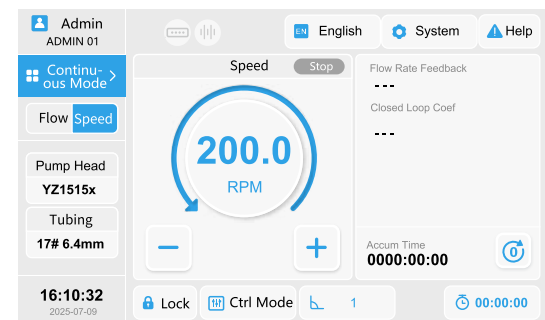 Admin
ADMIN 01
EN English
System
Help
Continu-
ous Mode
Flow Speed
Pump Head
YZ1515x
Tubing
17# 6.4mm
16:10:32
2025-07-09
Speed
Stop
200.0
RPM
Flow Rate Feedback
---
Closed Loop Coef
---
Accum Time
0000:00:00
0
Lock
Ctrl Mode
1
00:00:00